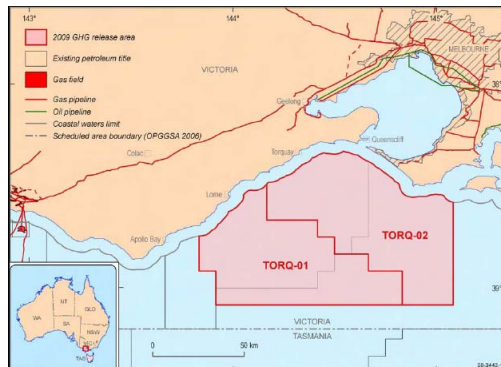 143°
144°
145°
2009 GHG release area
Existing petroleum title
Gas field
Gas pipeline
Oil pipeline
Coastal waters limit
Scheduled area boundary (OPGGSA 2006)
VICTORIA
MELBOURNE
38°
Geelong
Queenscliff
Colac
Torquay
Lorne
Apollo Bay
TORQ-02
TORQ-01
39°
VICTORIA
TASMANIA
0
50 km
WA
NT
SA
QLD
NSW
TAS